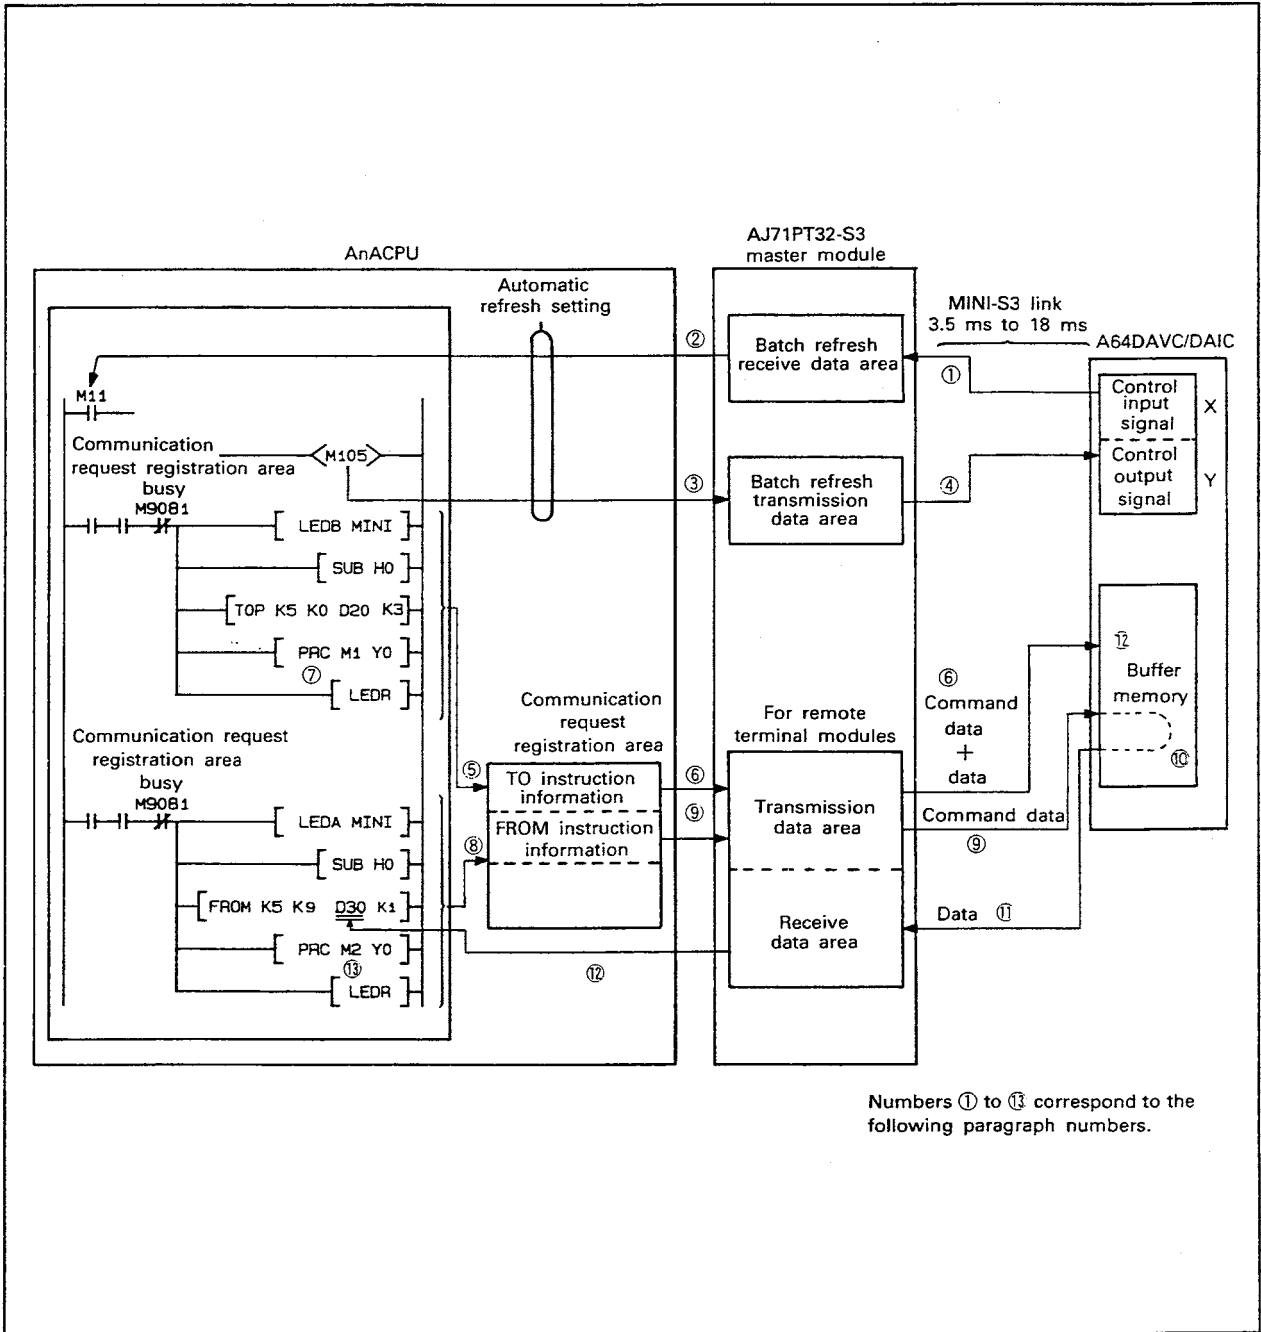 AnACPU
AJ71PT32-S3
master module
Automatic
refresh setting
MINI-S3 link
3.5 ms to 18 ms
A64DAVC/DAIC
②
Batch refresh
receive data area
①
Control
input
signal
X
M11
Communication
request registration area
busy
M9081
M105
③
Batch refresh
transmission
data area
④
Control
output
signal
Y
LEDB MINI
SUB H0
TOP K5 K0 D20 K3
PRC M1 Y0
⑦
LEDR
Communication
request
registration area
For remote
terminal modules
⑥
Command
data
+
data
⑫
Buffer
memory
⑩
Communication request
registration area
busy
M9081
⑤
TO instruction
information
⑥
⑧
FROM instruction
information
⑨
Transmission
data area
Command data
⑨
LEDA MINI
SUB H0
FROM K5 K9 D30 K1
PRC M2 Y0
⑬
LEDR
⑫
Receive
data area
Data ⑪
Numbers ① to ⑬ correspond to the
following paragraph numbers.